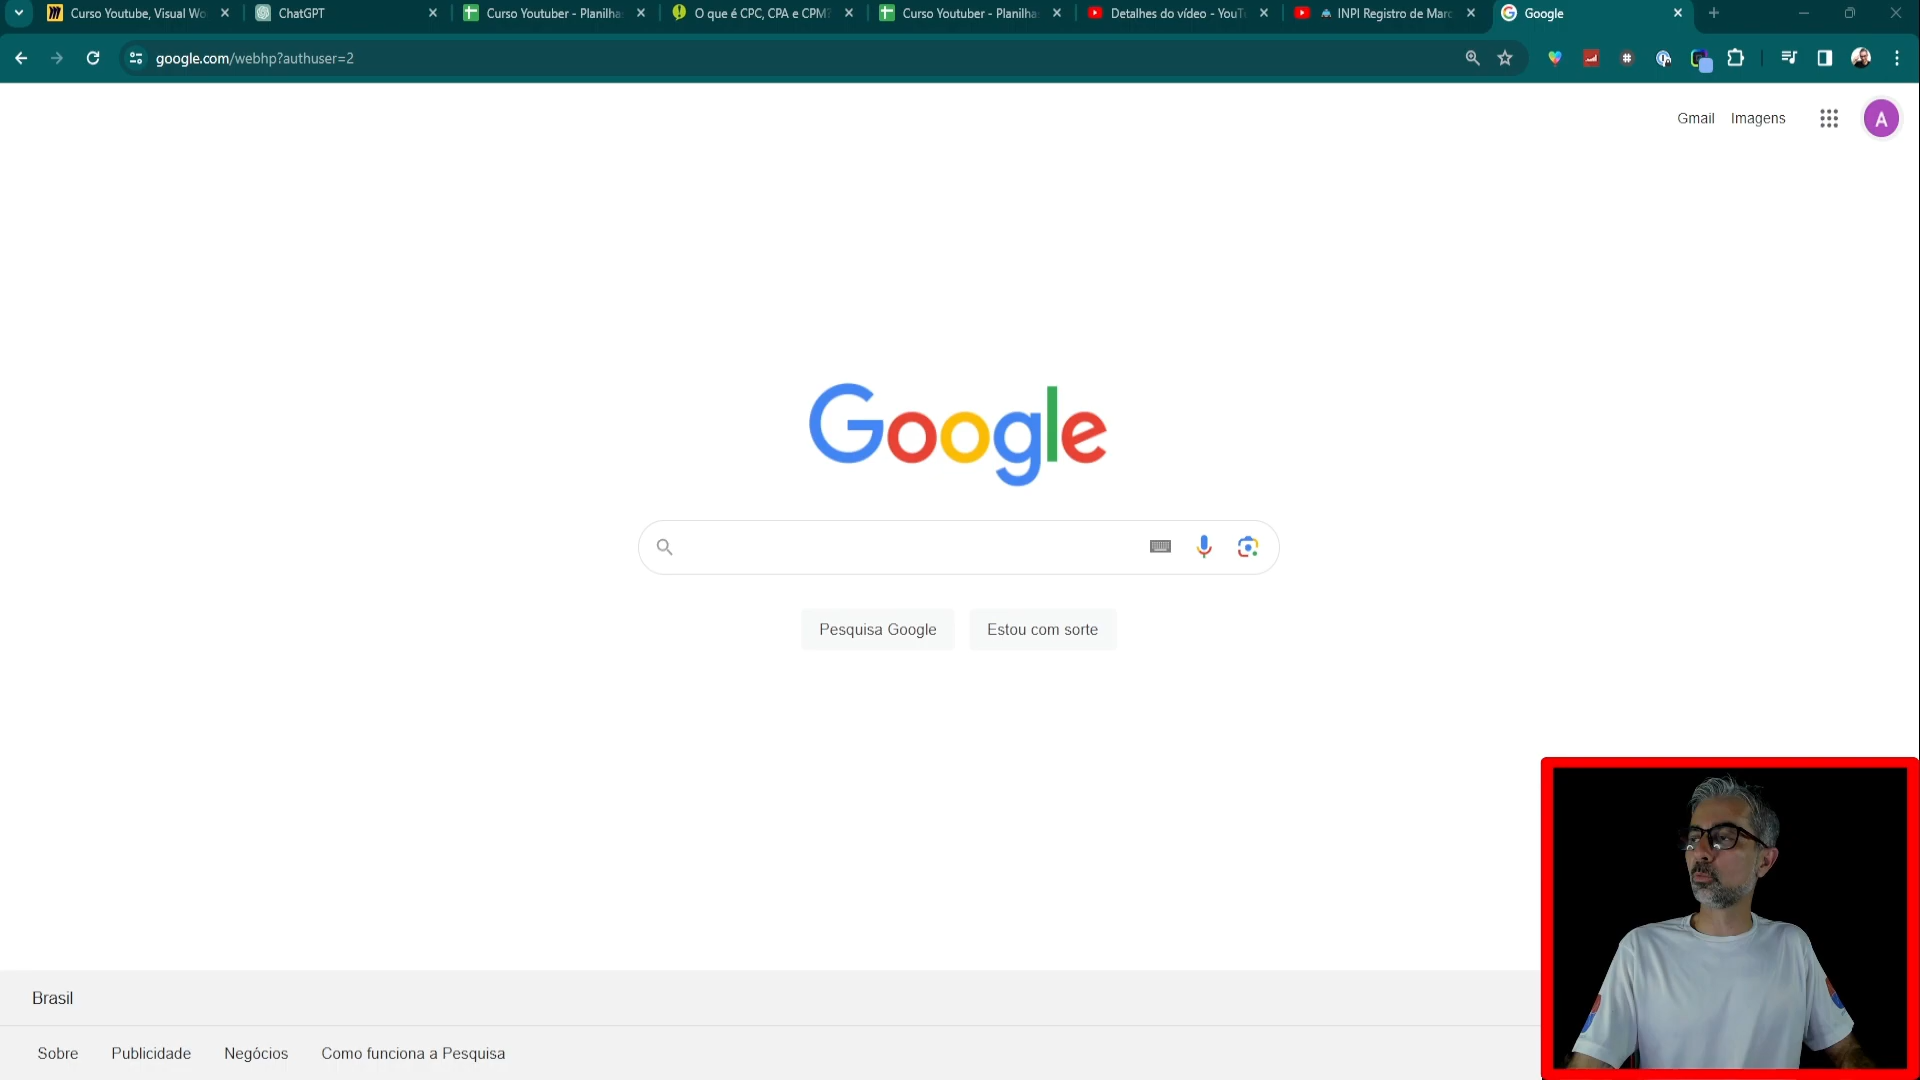 Curso Youtube, Visual Wo
ChatGPT
Curso Youtuber - Planilha
O que é CPC, CPA e CPM?
Curso Youtuber - Planilha
Detalhes do vídeo - YouTu
INPI Registro de Marc
Google
google.com/webhp?authuser=2
Gmail
Imagens
A
Google
Pesquisa Google
Estou com sorte
Brasil
Sobre
Publicidade
Negócios
Como funciona a Pesquisa